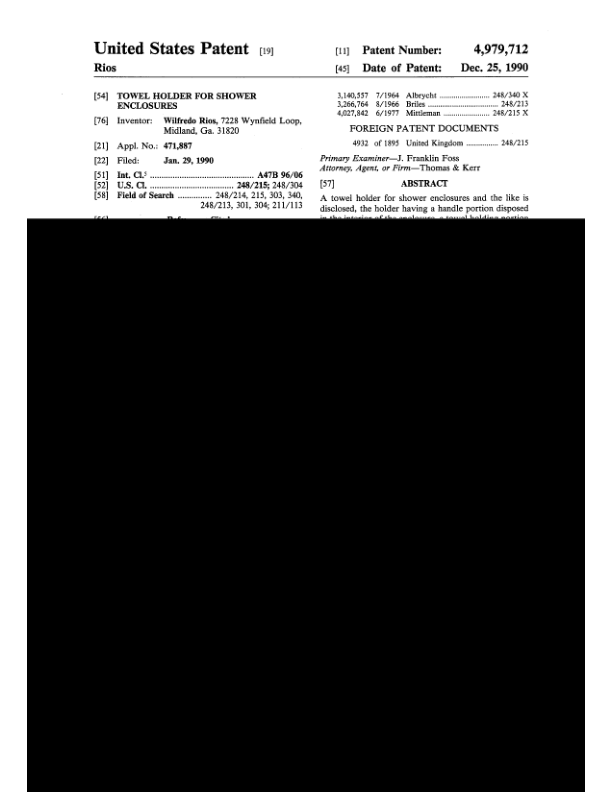 United States Patent [19]
Rios
[11] Patent Number: 4,979,712
[45] Date of Patent: Dec. 25, 1990
[54] TOWEL HOLDER FOR SHOWER
ENCLOSURES
[76] Inventor: Wilfredo Rios, 7228 Wynfield Loop,
Midland, Ga. 31820
[21] Appl. No.: 471,887
[22] Filed: Jan. 29, 1990
[51] Int. Cl.5 .......... A47B 96/06
[52] U.S. Cl. .......... 248/215; 248/304
[58] Field of Search .......... 248/214, 215, 303, 340,
248/213, 301, 304; 211/113
3,140,557 7/1964 Albrycht .......... 248/340 X
3,266,764 8/1966 Briles .......... 248/213
4,027,842 6/1977 Mittleman .......... 248/215 X
FOREIGN PATENT DOCUMENTS
4932 of 1895 United Kingdom .......... 248/215
Primary Examiner—J. Franklin Foss
Attorney, Agent, or Firm—Thomas & Kerr
[57] ABSTRACT
A towel holder for shower enclosures and the like is
disclosed, the holder having a handle portion disposed